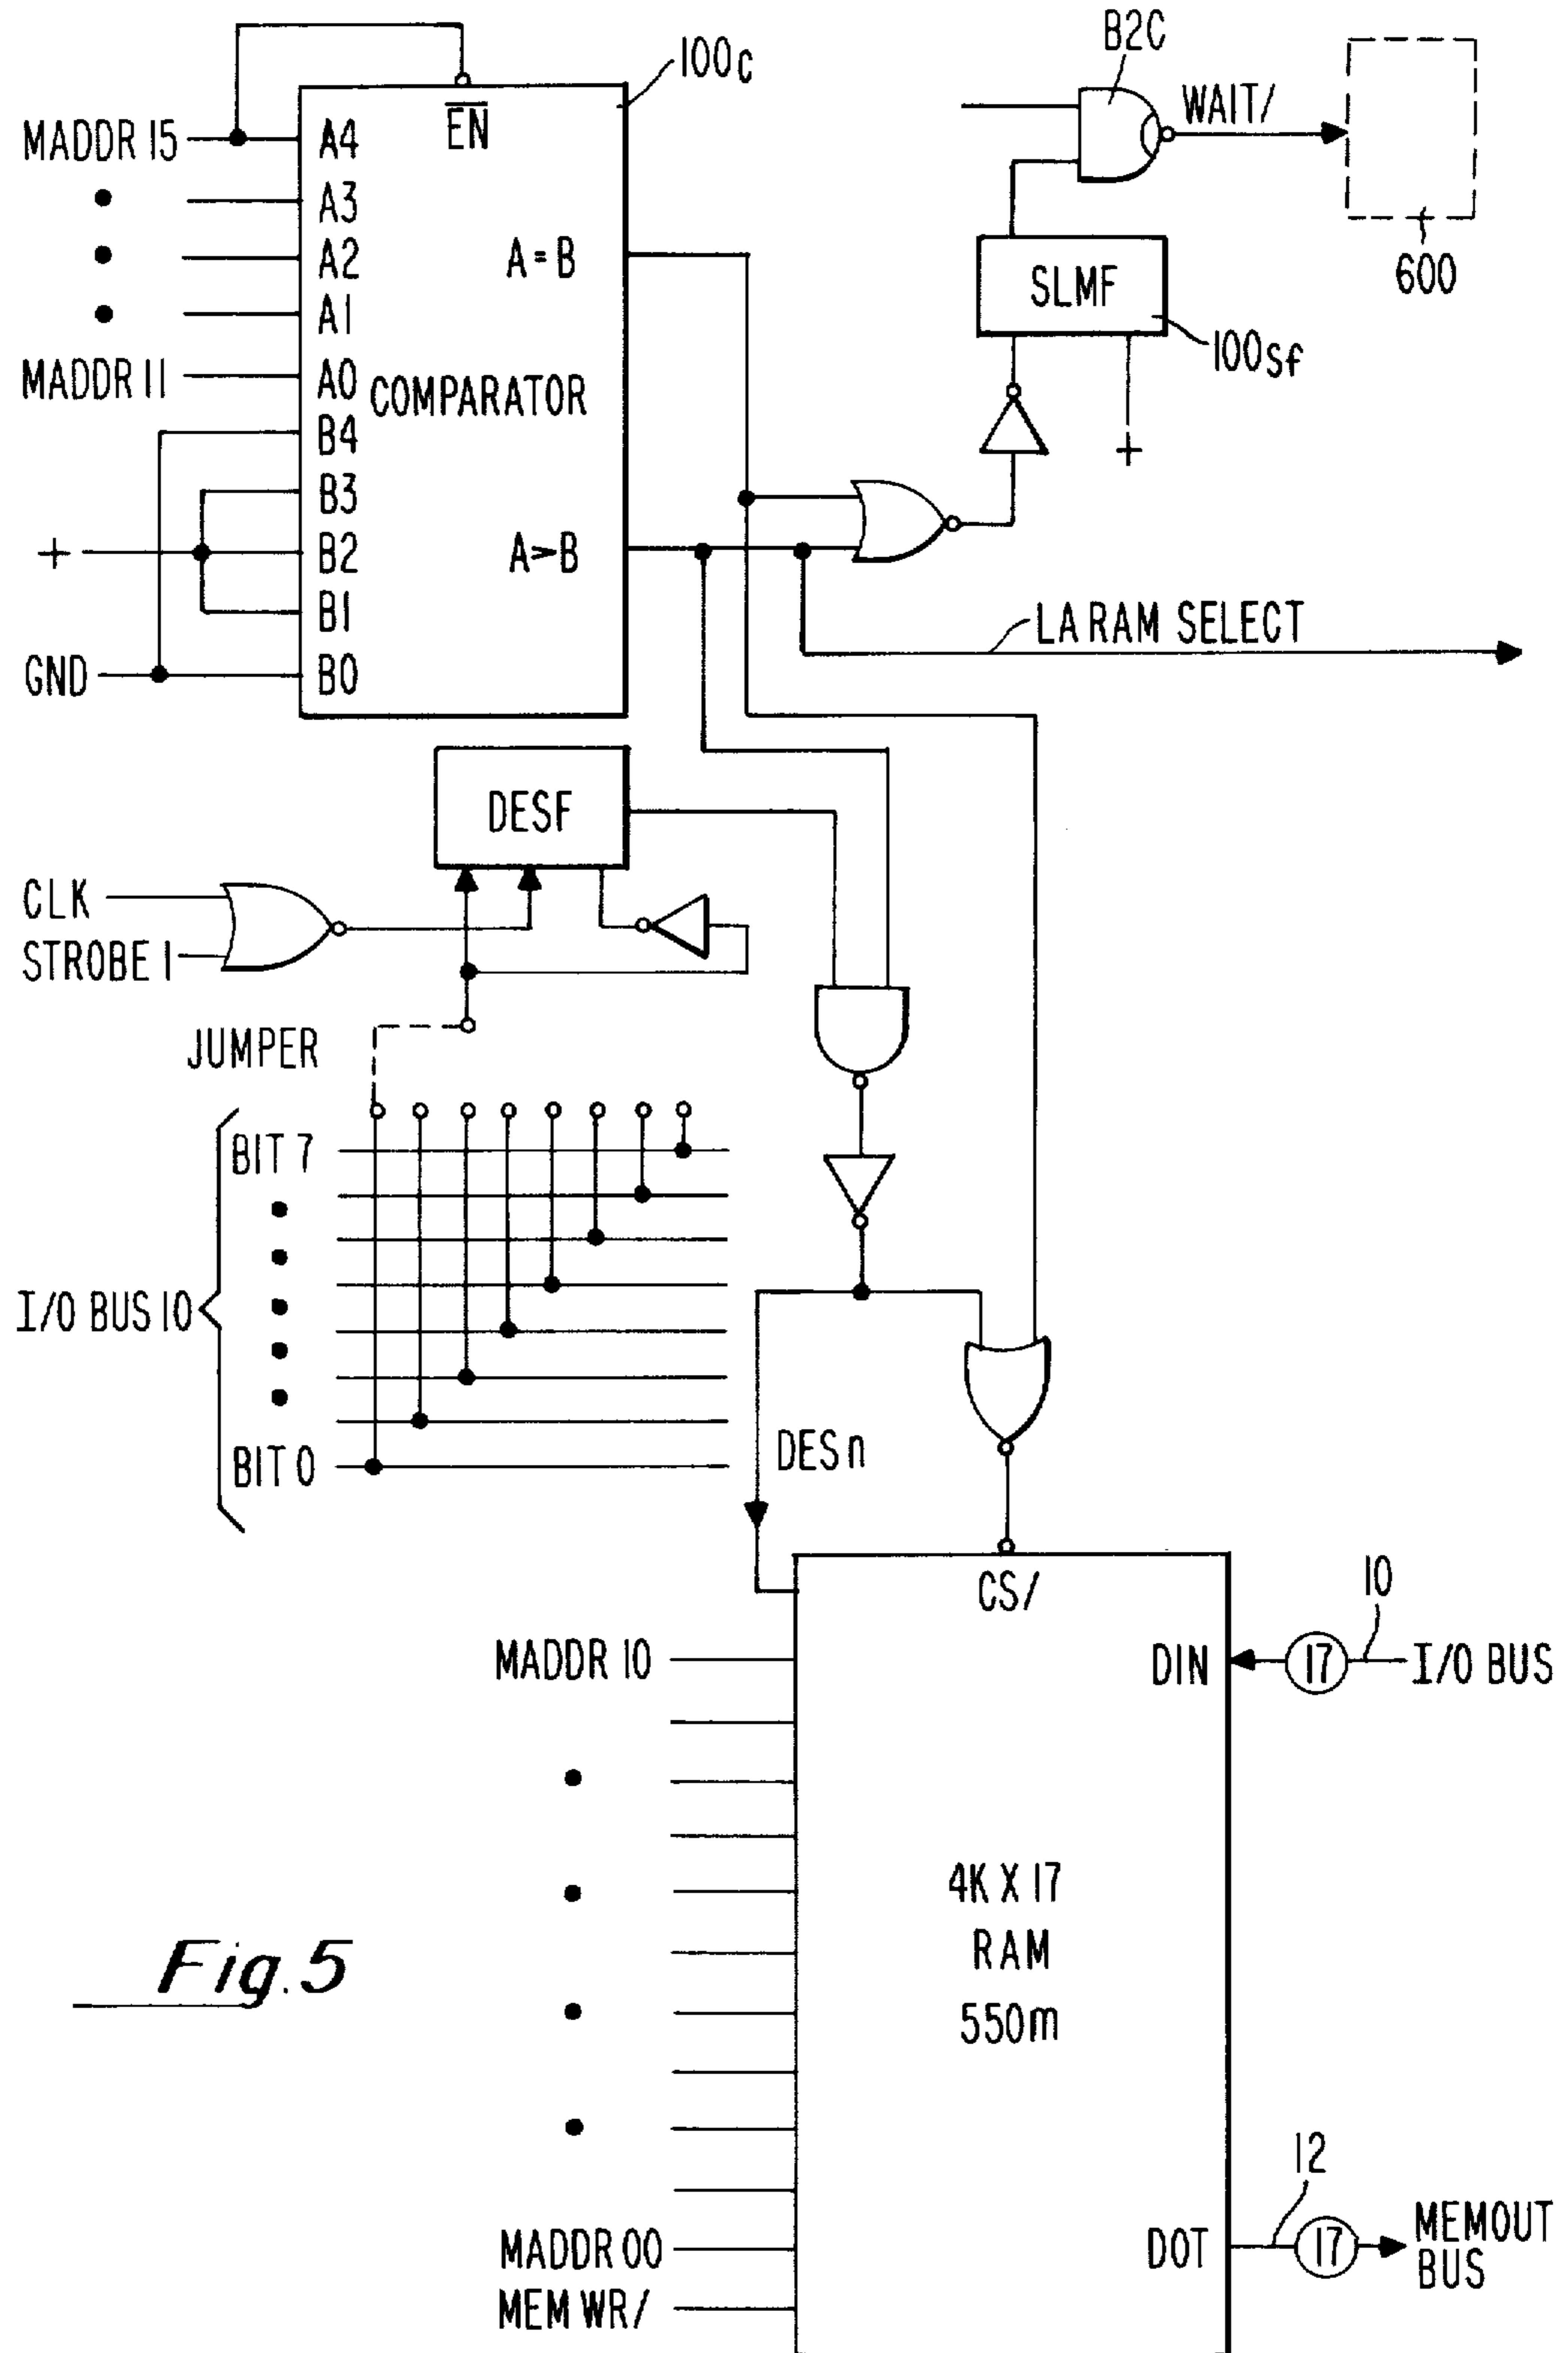 100c
B2C
WAIT/
600
MADDR 15
A4
EN
A3
A2
A = B
A1
SLMF
MADDR 11
A0
COMPARATOR
100sf
B4
B3
+
+
B2
A>B
B1
LA RAM SELECT
GND
B0
DESF
CLK
STROBE 1
JUMPER
BIT 7
I/O BUS 10
DESn
BIT 0
CS/
10
MADDR 10
DIN
17
I/O BUS
4K X 17
RAM
550m
Fig. 5
12
MADDR 00
DOT
17
MEMOUT
BUS
MEM WR/